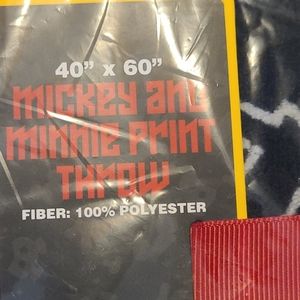 40” x 60”
MICKEY AND
MINNIE PRINT
THROW
FIBER: 100% POLYESTER